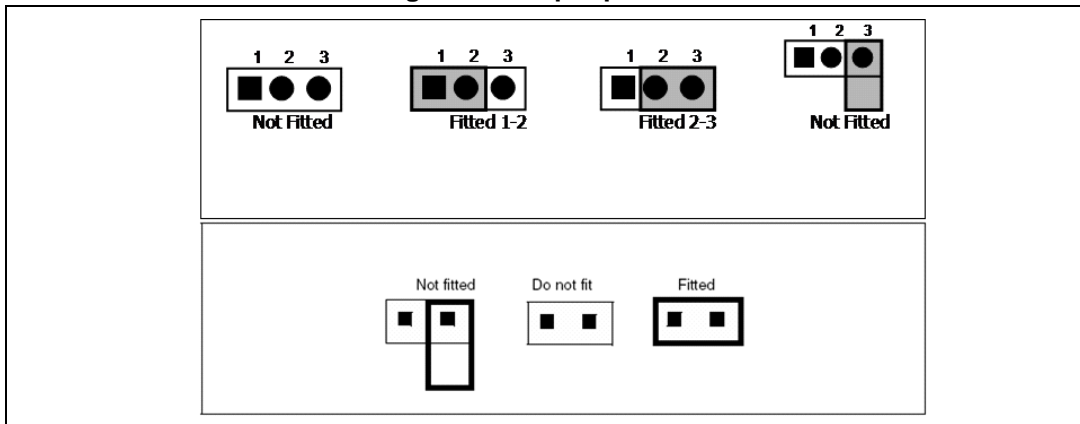 1 2 3
Not Fitted
1 2 3
Fitted 1-2
1 2 3
Fitted 2-3
1 2 3
Not Fitted
Not fitted
Do not fit
Fitted